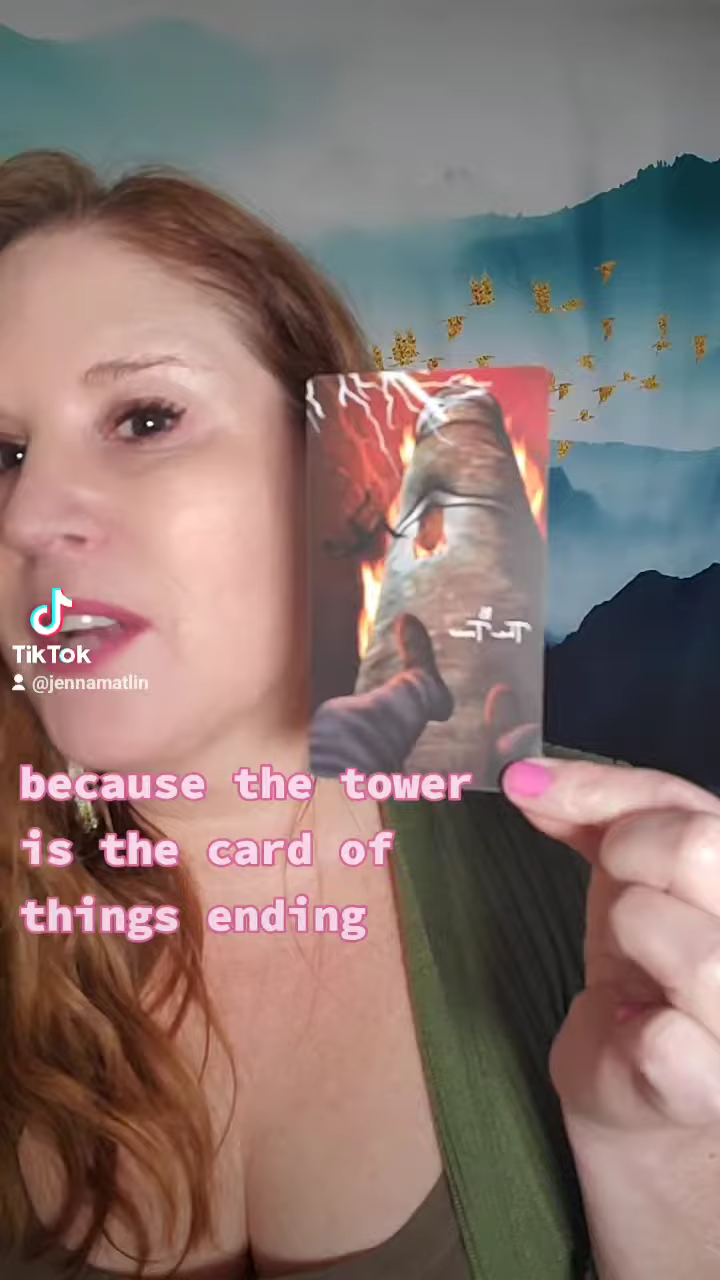 TikTok
@jennamatlin
because the tower
is the card of
things ending